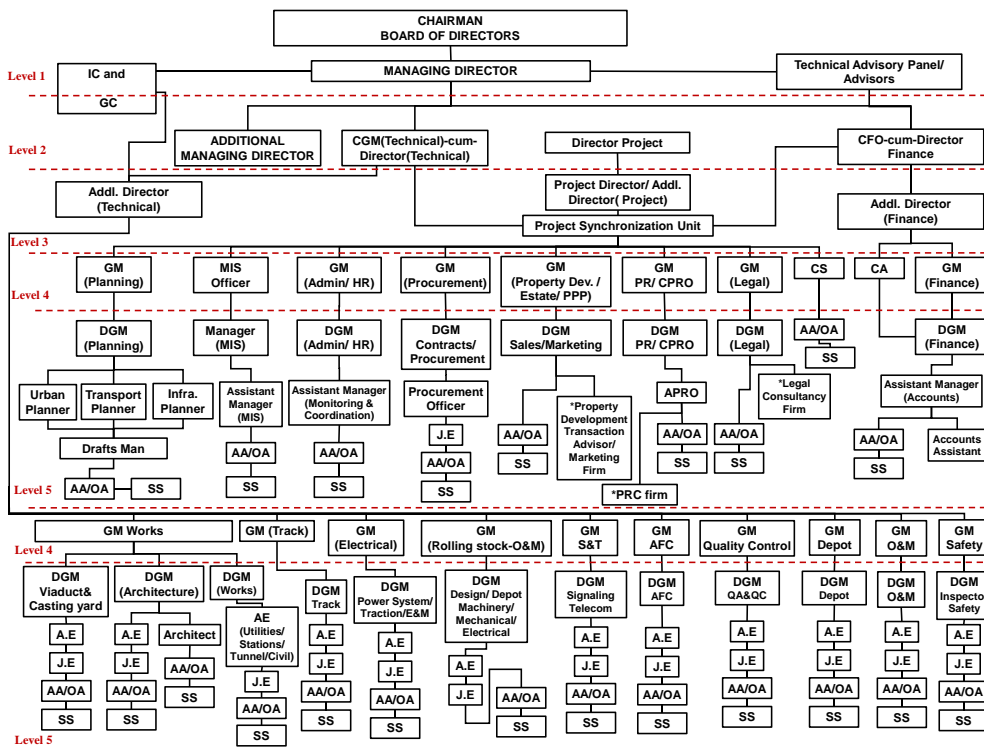 CHAIRMAN
BOARD OF DIRECTORS
Level 1
IC and
GC
MANAGING DIRECTOR
Technical Advisory Panel/
Advisors
Level 2
ADDITIONAL
MANAGING DIRECTOR
CGM(Technical)-cum-
Director(Technical)
Director Project
CFO-cum-Director
Finance
Addl. Director
(Technical)
Project Director/ Addl.
Director( Project)
Addl. Director
(Finance)
Project Synchronization Unit
Level 3
GM
(Planning)
MIS
Officer
GM
(Admin/ HR)
GM
(Procurement)
GM
(Property Dev. /
Estate/ PPP)
GM
PR/ CPRO
GM
(Legal)
CS
CA
GM
(Finance)
Level 4
DGM
(Planning)
Manager
(MIS)
DGM
(Admin/ HR)
DGM
Contracts/
Procurement
DGM
Sales/Marketing
DGM
PR/ CPRO
DGM
(Legal)
AA/OA
SS
DGM
(Finance)
Urban
Planner
Transport
Planner
Infra.
Planner
Assistant
Manager
(MIS)
Assistant Manager
(Monitoring &
Coordination)
Procurement
Officer
APRO
*Legal
Consultancy
Firm
Assistant Manager
(Accounts)
*Property
Development
Transaction
Advisor/
Marketing
Firm
Drafts Man
AA/OA
SS
AA/OA
SS
AA/OA
SS
J.E
AA/OA
SS
AA/OA
SS
AA/OA
SS
*PRC firm
AA/OA
SS
AA/OA
SS
Accounts
Assistant
Level 5
GM Works
GM (Track)
GM
(Electrical)
GM
(Rolling stock-O&M)
GM
S&T
GM
AFC
GM
Quality Control
GM
Depot
GM
O&M
GM
Safety
Level 4
DGM
Viaduct&
Casting yard
DGM
(Architecture)
DGM
(Works)
DGM
Track
DGM
Power System/
Traction/E&M
DGM
Design/ Depot
Machinery/
Mechanical/
Electrical
DGM
Signaling
Telecom
DGM
AFC
DGM
QA&QC
DGM
Depot
DGM
O&M
DGM
Inspector
Safety
A.E
J.E
AA/OA
SS
A.E
J.E
AA/OA
SS
Architect
AA/OA
SS
AE
(Utilities/
Stations/
Tunnel/Civil)
J.E
AA/OA
SS
A.E
J.E
AA/OA
SS
A.E
J.E
AA/OA
SS
A.E
J.E
AA/OA
SS
A.E
J.E
AA/OA
SS
A.E
J.E
AA/OA
SS
A.E
J.E
AA/OA
SS
A.E
J.E
AA/OA
SS
A.E
J.E
AA/OA
SS
A.E
J.E
AA/OA
SS
Level 5